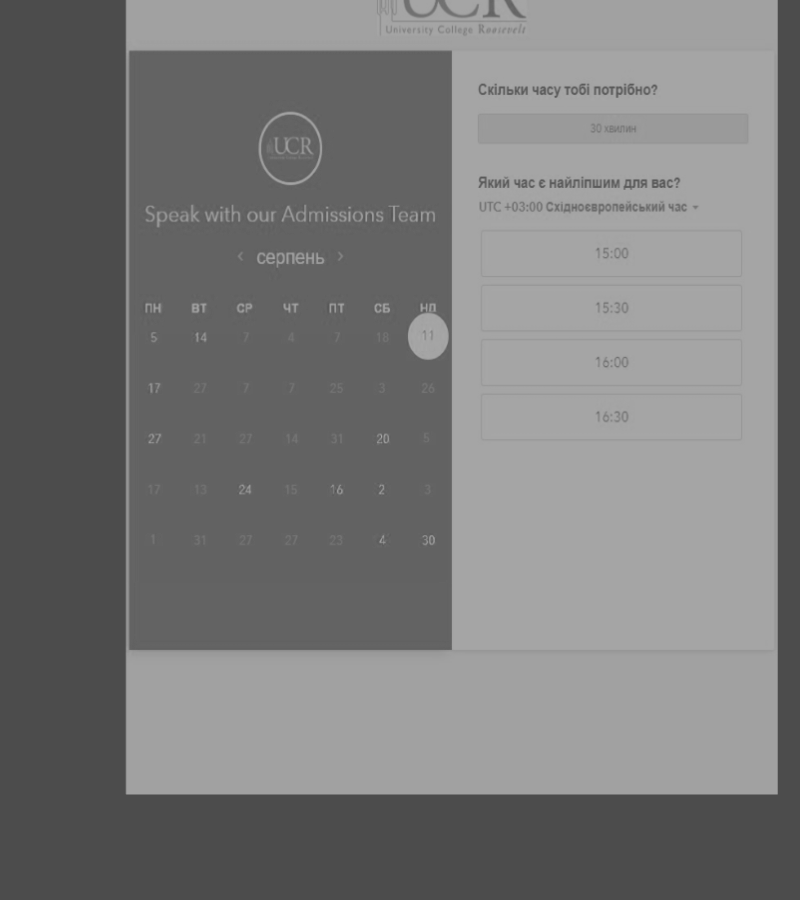 UCR
University College Roosevelt
UCR
Speak with our Admissions Team
‹ серпень ›
ПН ВТ СР ЧТ ПТ СБ НД
5 14 7 4 7 18 11
17 27 7 7 25 3 26
27 21 27 14 31 20 5
17 13 24 15 16 2 3
1 31 27 27 23 4 30
Скільки часу тобі потрібно?
30 хвилин
Який час є найліпшим для вас?
UTC +03:00 Східноєвропейський час
15:00
15:30
16:00
16:30